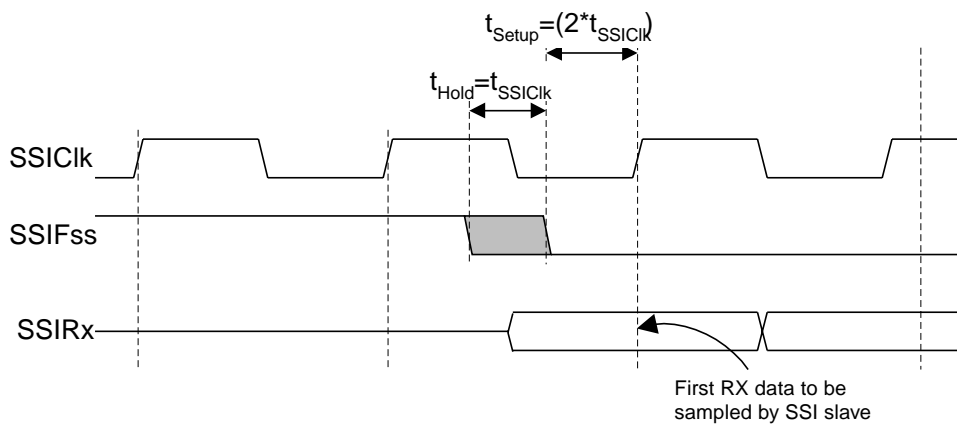 tSetup=(2*tSSIClk)
tHold=tSSIClk
SSIClk
SSIFss
SSIRx
First RX data to be
sampled by SSI slave